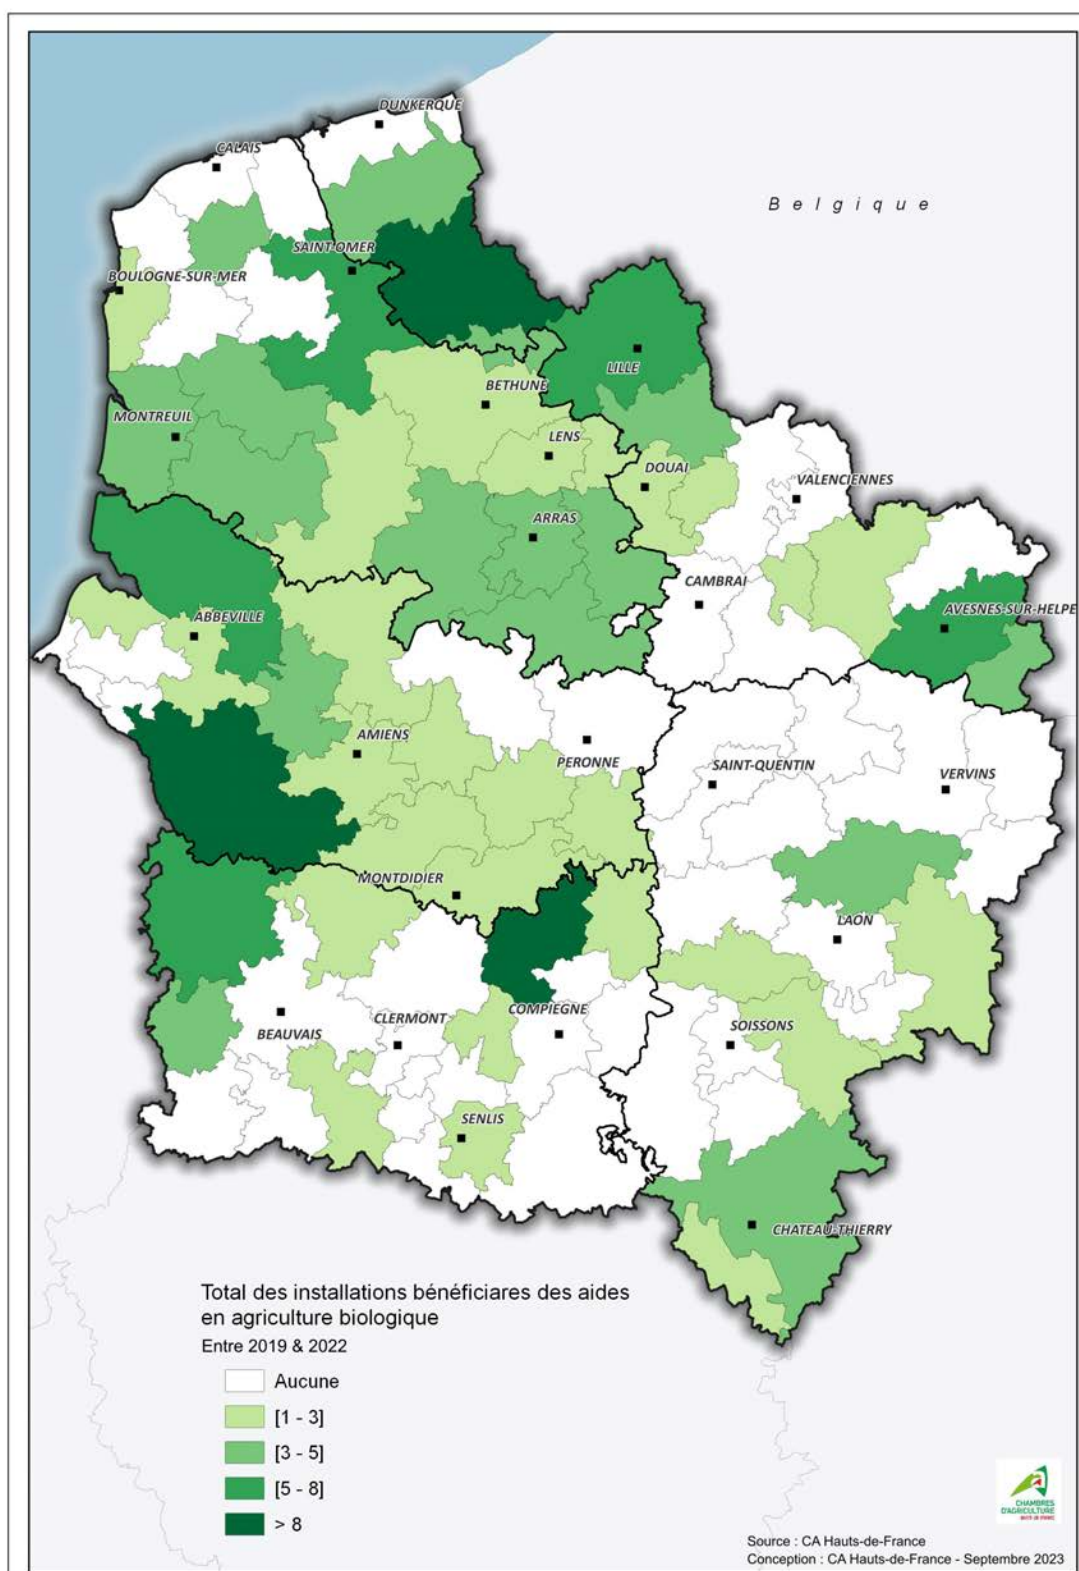 DUNKERQUE
CALAIS
Belgique
SAINT-OMER
BOULOGNE-SUR-MER
LILLE
BETHUNE
MONTREUIL
LENS
DOUAI
VALENCIENNES
ARRAS
CAMBRAI
AVESNES-SUR-HELPE
ABBEVILLE
AMIENS
PERONNE
SAINT-QUENTIN
VERVINS
MONTDIDIER
LAON
COMPIEGNE
CLERMONT
BEAUVAIS
SOISSONS
SENLIS
CHATEAU-THIERRY
Total des installations bénéficiares des aides
en agriculture biologique
Entre 2019 & 2022
Aucune
[1 - 3]
[3 - 5]
[5 - 8]
> 8
CHAMBRES
D'AGRICULTURE
HAUTS-DE-FRANCE
Source : CA Hauts-de-France
Conception : CA Hauts-de-France - Septembre 2023